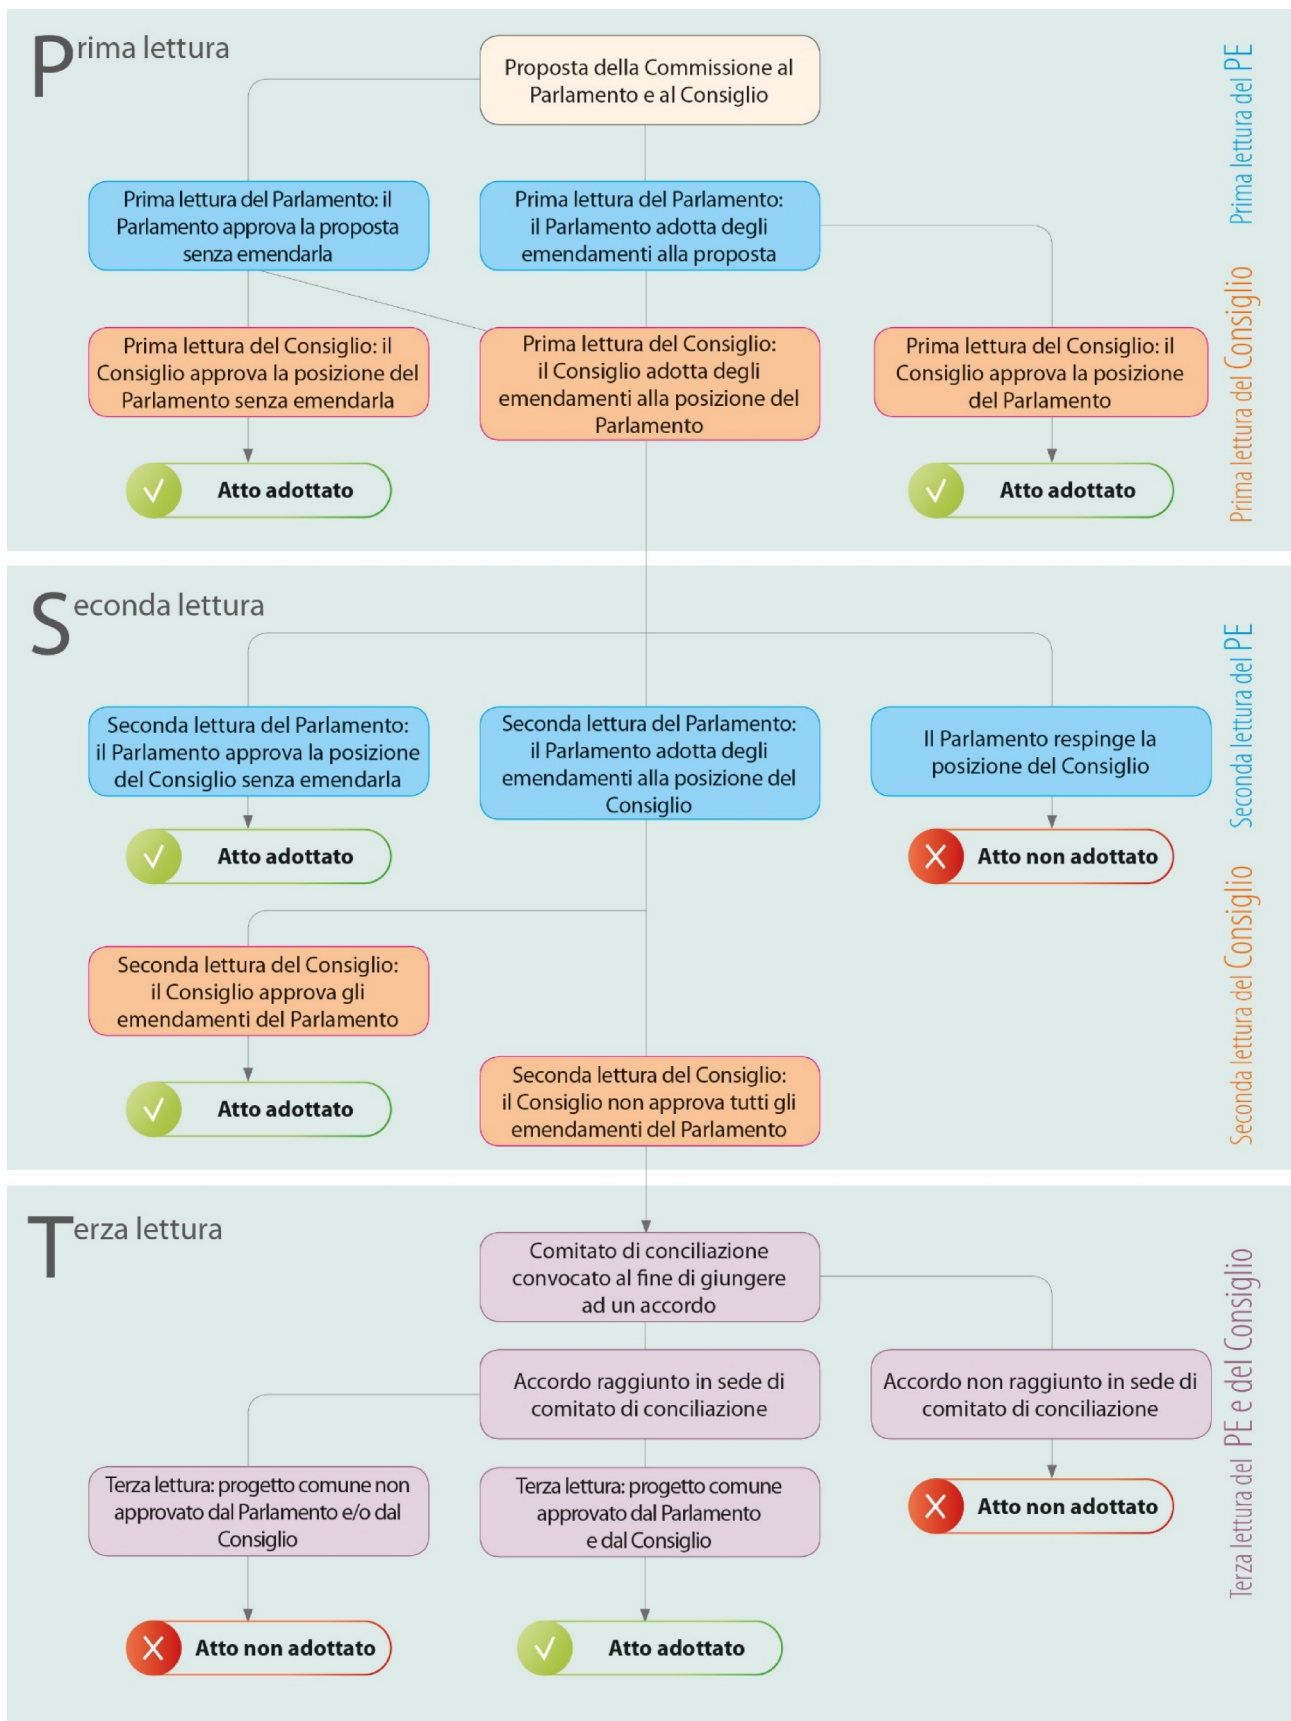 Prima lettura
Proposta della Commissione al
Parlamento e al Consiglio
Prima lettura del PE
Prima lettura del Parlamento: il
Parlamento approva la proposta
senza emendarla
Prima lettura del Parlamento:
il Parlamento adotta degli
emendamenti alla proposta
Prima lettura del Consiglio
Prima lettura del Consiglio: il
Consiglio approva la posizione del
Parlamento senza emendarla
Prima lettura del Consiglio:
il Consiglio adotta degli
emendamenti alla posizione del
Parlamento
Prima lettura del Consiglio: il
Consiglio approva la posizione
del Parlamento
Atto adottato
Atto adottato
Seconda lettura
Seconda lettura del PE
Seconda lettura del Parlamento:
il Parlamento approva la posizione
del Consiglio senza emendarla
Seconda lettura del Parlamento:
il Parlamento adotta degli
emendamenti alla posizione del
Consiglio
Il Parlamento respinge la
posizione del Consiglio
Atto adottato
Atto non adottato
Seconda lettura del Consiglio
Seconda lettura del Consiglio:
il Consiglio approva gli
emendamenti del Parlamento
Atto adottato
Seconda lettura del Consiglio:
il Consiglio non approva tutti gli
emendamenti del Parlamento
Terza lettura
Terza lettura del PE e del Consiglio
Comitato di conciliazione
convocato al fine di giungere
ad un accordo
Accordo raggiunto in sede di
comitato di conciliazione
Accordo non raggiunto in sede di
comitato di conciliazione
Terza lettura: progetto comune non
approvato dal Parlamento e/o dal
Consiglio
Terza lettura: progetto comune
approvato dal Parlamento
e dal Consiglio
Atto non adottato
Atto non adottato
Atto adottato